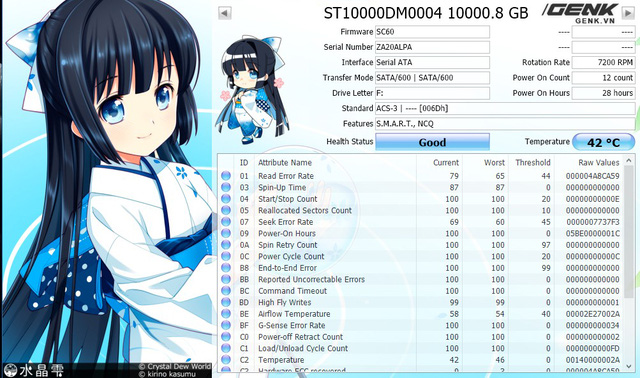 ST10000DM0004 10000.8 GB
GENK
GENK.VN
Firmware SC60 ---- ----
Serial Number ZA20ALPA ---- ----
Interface Serial ATA Rotation Rate 7200 RPM
Transfer Mode SATA/600 | SATA/600 Power On Count 12 count
Drive Letter F: Power On Hours 28 hours
Standard ACS-3 | ---- [006Dh]
Features S.M.A.R.T., NCQ
Health Status Good Temperature 42 °C
ID Attribute Name Current Worst Threshold Raw Values
01 Read Error Rate 79 65 44 000004A8CA59
03 Spin-Up Time 87 87 0 000000000000
04 Start/Stop Count 100 100 20 00000000000E
05 Reallocated Sectors Count 100 100 10 000000000000
07 Seek Error Rate 69 60 45 0000007737F3
09 Power-On Hours 100 100 0 05BE0000001C
0A Spin Retry Count 100 100 97 000000000000
0C Power Cycle Count 100 100 20 00000000000C
B8 End-to-End Error 100 100 99 000000000000
BB Reported Uncorrectable Errors 100 100 0 000000000000
BC Command Timeout 100 100 0 000000000000
BD High Fly Writes 99 99 0 000000000001
BE Airflow Temperature 58 54 40 00002E27002A
BF G-Sense Error Rate 100 100 0 000000000034
C0 Power-off Retract Count 100 100 0 000000000002
C1 Load/Unload Cycle Count 100 100 0 0000000000FD
C2 Temperature 42 46 0 00140000002A
C3 Hardware ECC recovered
水晶雫
© Crystal Dew World
© kirino kasumu